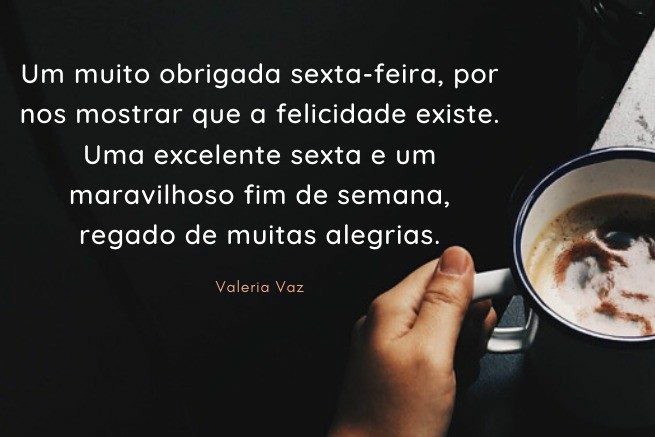 Um muito obrigada sexta-feira, por
nos mostrar que a felicidade existe.
Uma excelente sexta e um
maravilhoso fim de semana,
regado de muitas alegrias.
Valeria Vaz